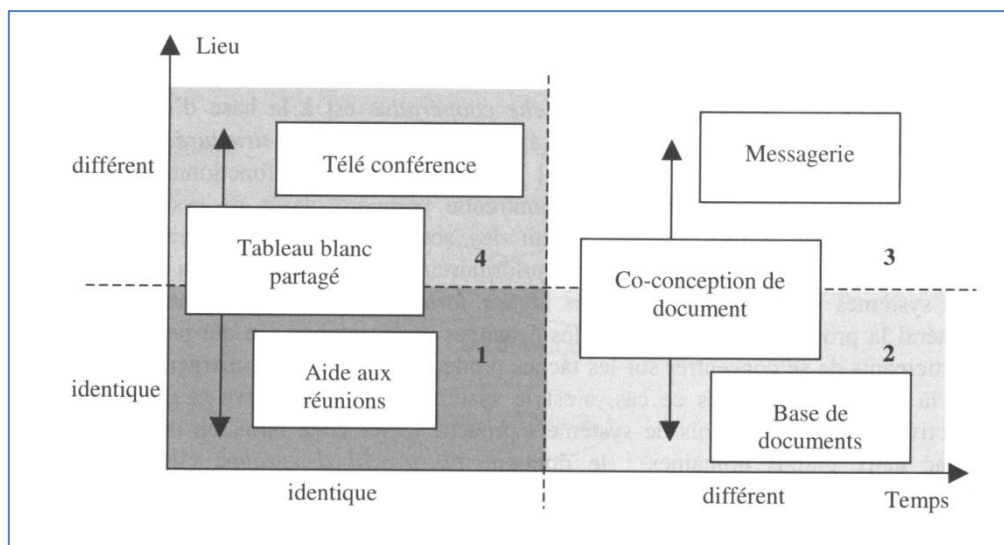 Lieu
différent
Télé conférence
Messagerie
Tableau blanc
partagé
4
Co-conception de
document
3
identique
1
Aide aux
réunions
2
Base de
documents
identique
différent
Temps